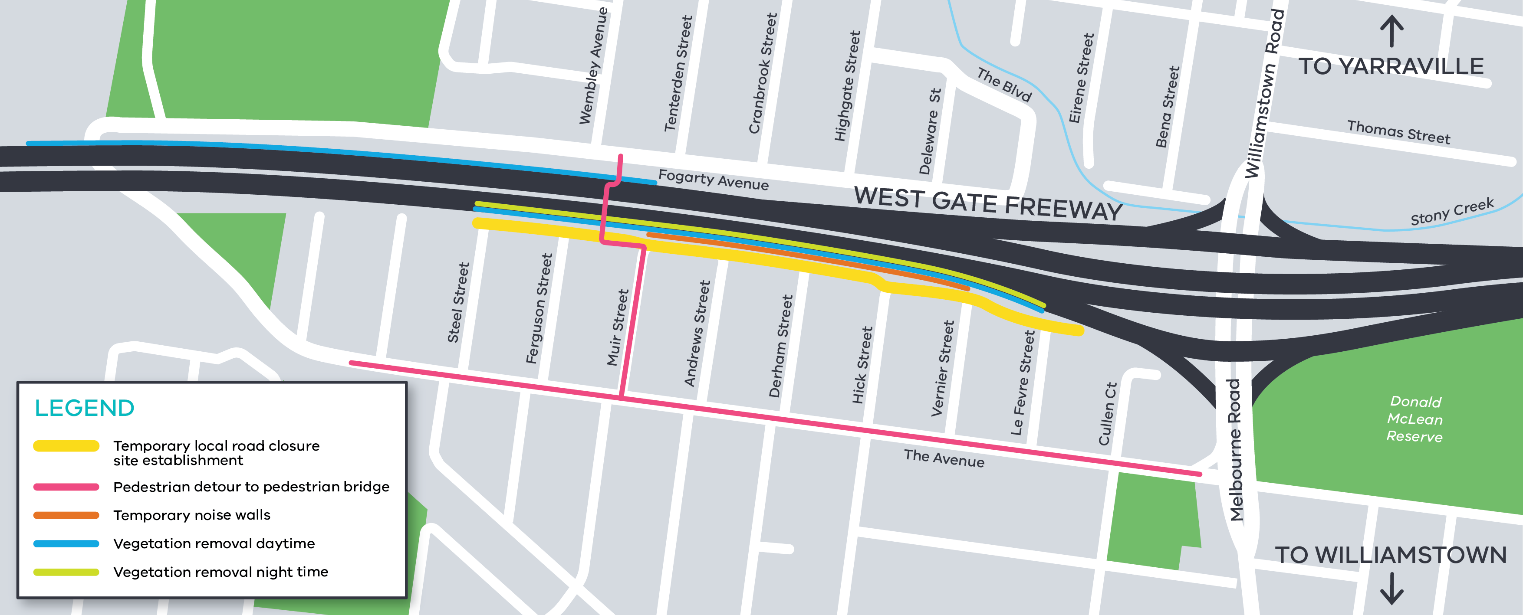 Wembley Avenue
Tenterden Street
Cranbrook Street
Highgate Street
Deleware St
The Blvd
Eirene Street
Bena Street
Williamstown Road
TO YARRAVILLE
Thomas Street
Stony Creek
Fogarty Avenue
WEST GATE FREEWAY
Steel Street
Ferguson Street
Muir Street
Andrews Street
Derham Street
Hick Street
Vernier Street
Le Fevre Street
Cullen Ct
The Avenue
Melbourne Road
Donald
McLean
Reserve
TO WILLIAMSTOWN
LEGEND
Temporary local road closure
site establishment
Pedestrian detour to pedestrian bridge
Temporary noise walls
Vegetation removal daytime
Vegetation removal night time